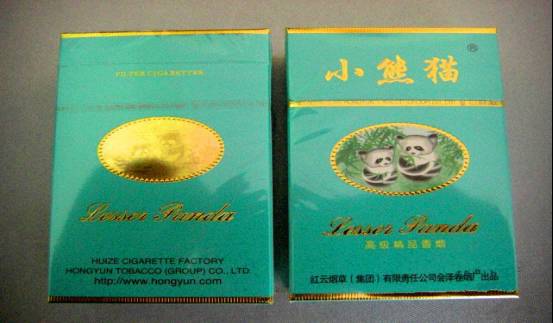 FILTER CIGARETTES
Lesser Panda
HUIZE CIGARETTE FACTORY
HONGYUN TOBACCO (GROUP) CO., LTD.
http://www.hongyun.com
小熊猫®
Lesser Panda
高级精品香烟
红云烟草（集团）有限责任公司会泽卷烟厂出品